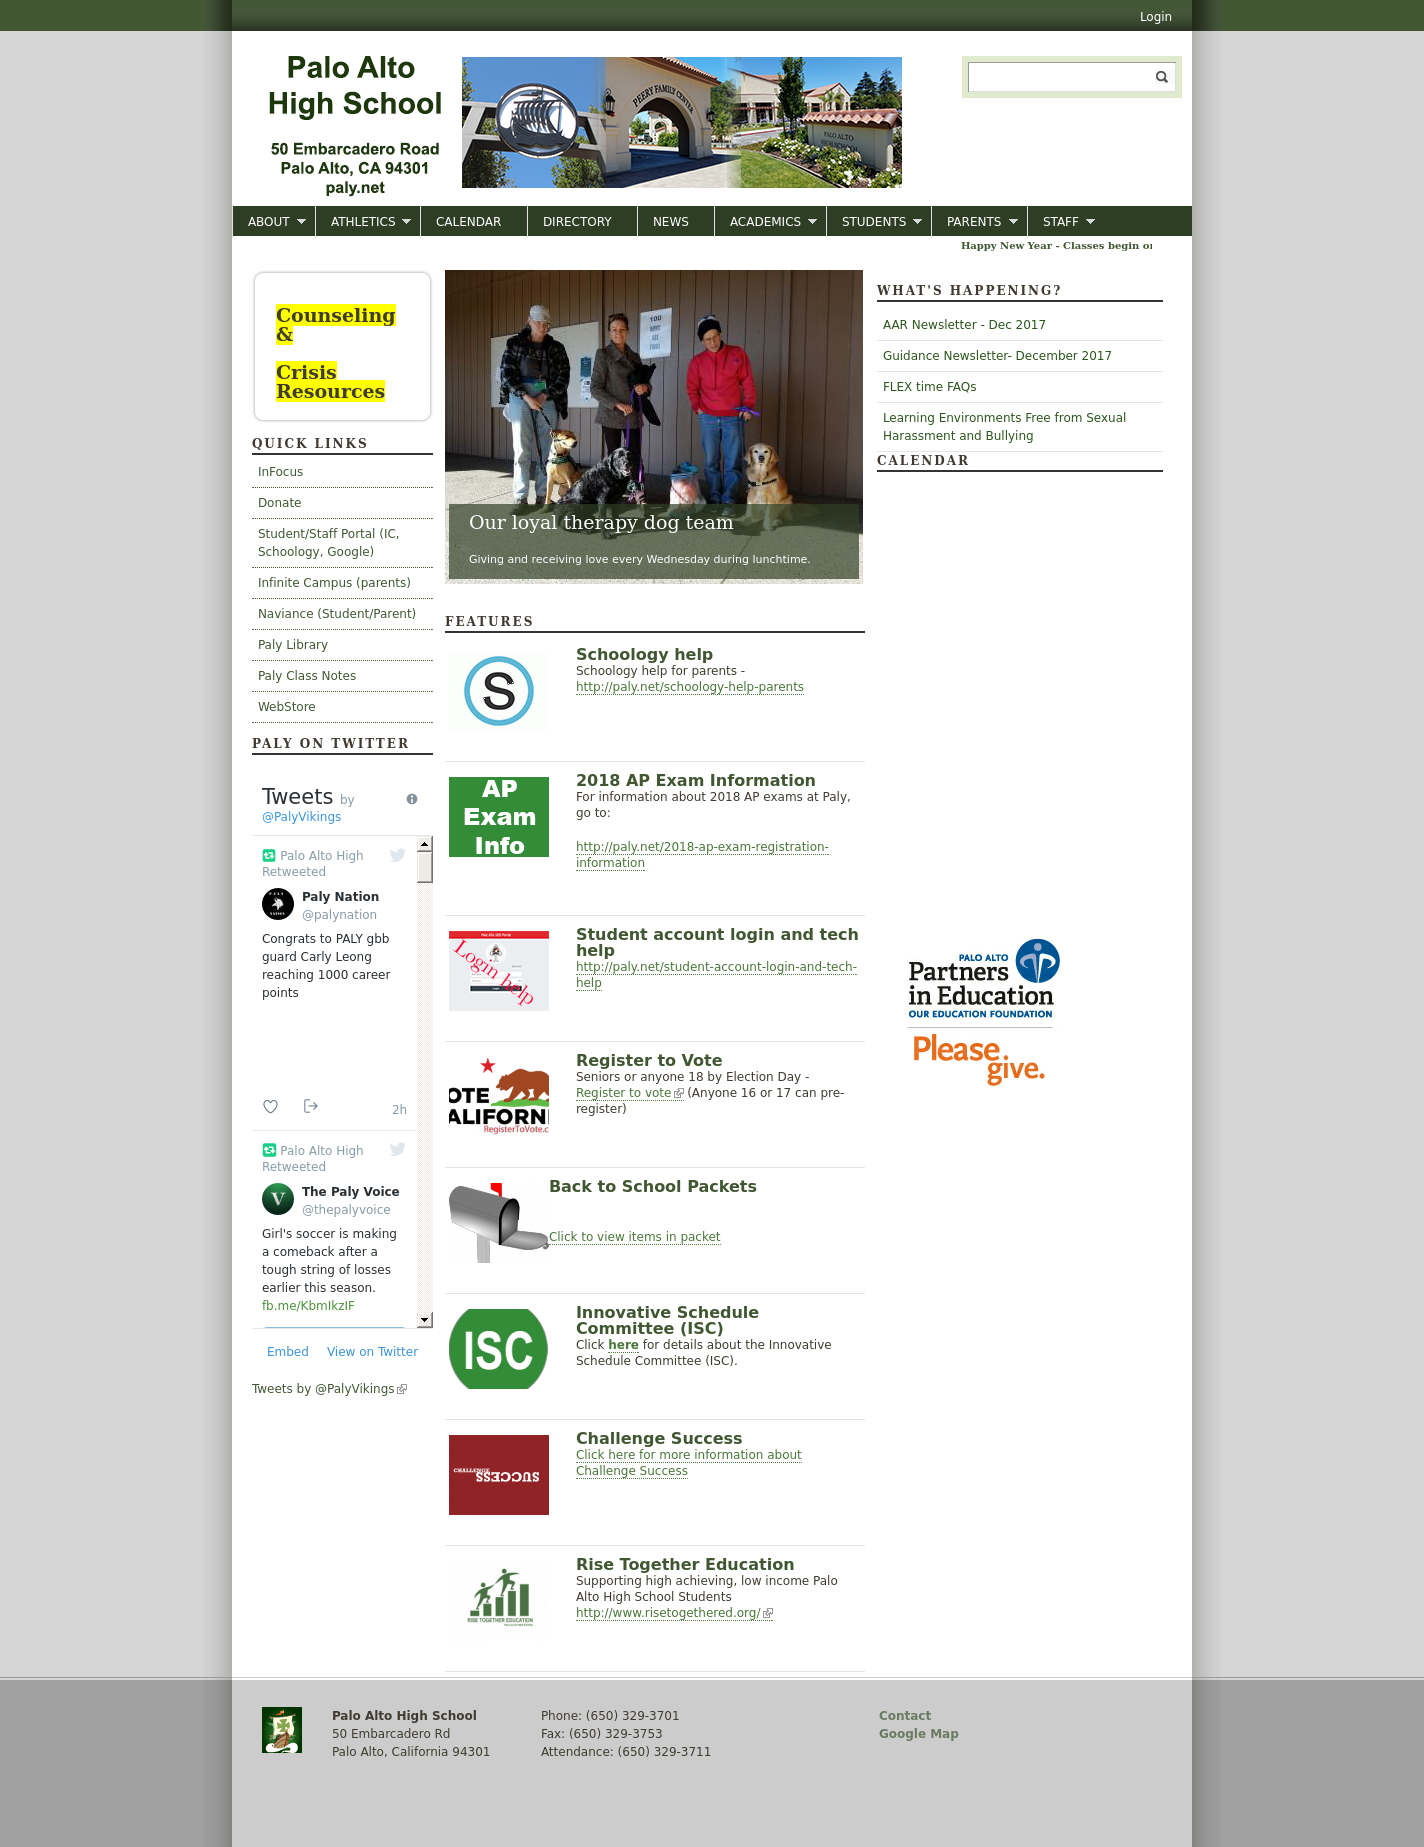 Login
Palo Alto
High School
50 Embarcadero Road
Palo Alto, CA 94301
paly.net
PEERY FAMILY CENTER
PALO ALTO
HIGH SCHOOL
ABOUT
ATHLETICS
CALENDAR
DIRECTORY
NEWS
ACADEMICS
STUDENTS
PARENTS
STAFF
Happy New Year - Classes begin on
Counseling
&
Crisis
Resources
QUICK LINKS
InFocus
Donate
Student/Staff Portal (IC,
Schoology, Google)
Infinite Campus (parents)
Naviance (Student/Parent)
Paly Library
Paly Class Notes
WebStore
PALY ON TWITTER
Tweets by
@PalyVikings
Palo Alto High
Retweeted
Paly Nation
@palynation
Congrats to PALY gbb
guard Carly Leong
reaching 1000 career
points
2h
Palo Alto High
Retweeted
The Paly Voice
@thepalyvoice
Girl's soccer is making
a comeback after a
tough string of losses
earlier this season.
fb.me/KbmIkzIF
Embed
View on Twitter
Tweets by @PalyVikings
Our loyal therapy dog team
Giving and receiving love every Wednesday during lunchtime.
FEATURES
S
Schoology help
Schoology help for parents -
http://paly.net/schoology-help-parents
AP
Exam
Info
2018 AP Exam Information
For information about 2018 AP exams at Paly,
go to:
http://paly.net/2018-ap-exam-registration-
information
Login help
Student account login and tech
help
http://paly.net/student-account-login-and-tech-
help
OTE
ALIFORN
RegisterToVote.c
Register to Vote
Seniors or anyone 18 by Election Day -
Register to vote (Anyone 16 or 17 can pre-
register)
Back to School Packets
Click to view items in packet
ISC
Innovative Schedule
Committee (ISC)
Click here for details about the Innovative
Schedule Committee (ISC).
CHALLENGE
SUCCESS
Challenge Success
Click here for more information about
Challenge Success
RISE TOGETHER EDUCATION
Rise Together Education
Supporting high achieving, low income Palo
Alto High School Students
http://www.risetogethered.org/
WHAT'S HAPPENING?
AAR Newsletter - Dec 2017
Guidance Newsletter- December 2017
FLEX time FAQs
Learning Environments Free from Sexual
Harassment and Bullying
CALENDAR
PALO ALTO
Partners
in Education
OUR EDUCATION FOUNDATION
Please
give.
Palo Alto High School
50 Embarcadero Rd
Palo Alto, California 94301
Phone: (650) 329-3701
Fax: (650) 329-3753
Attendance: (650) 329-3711
Contact
Google Map